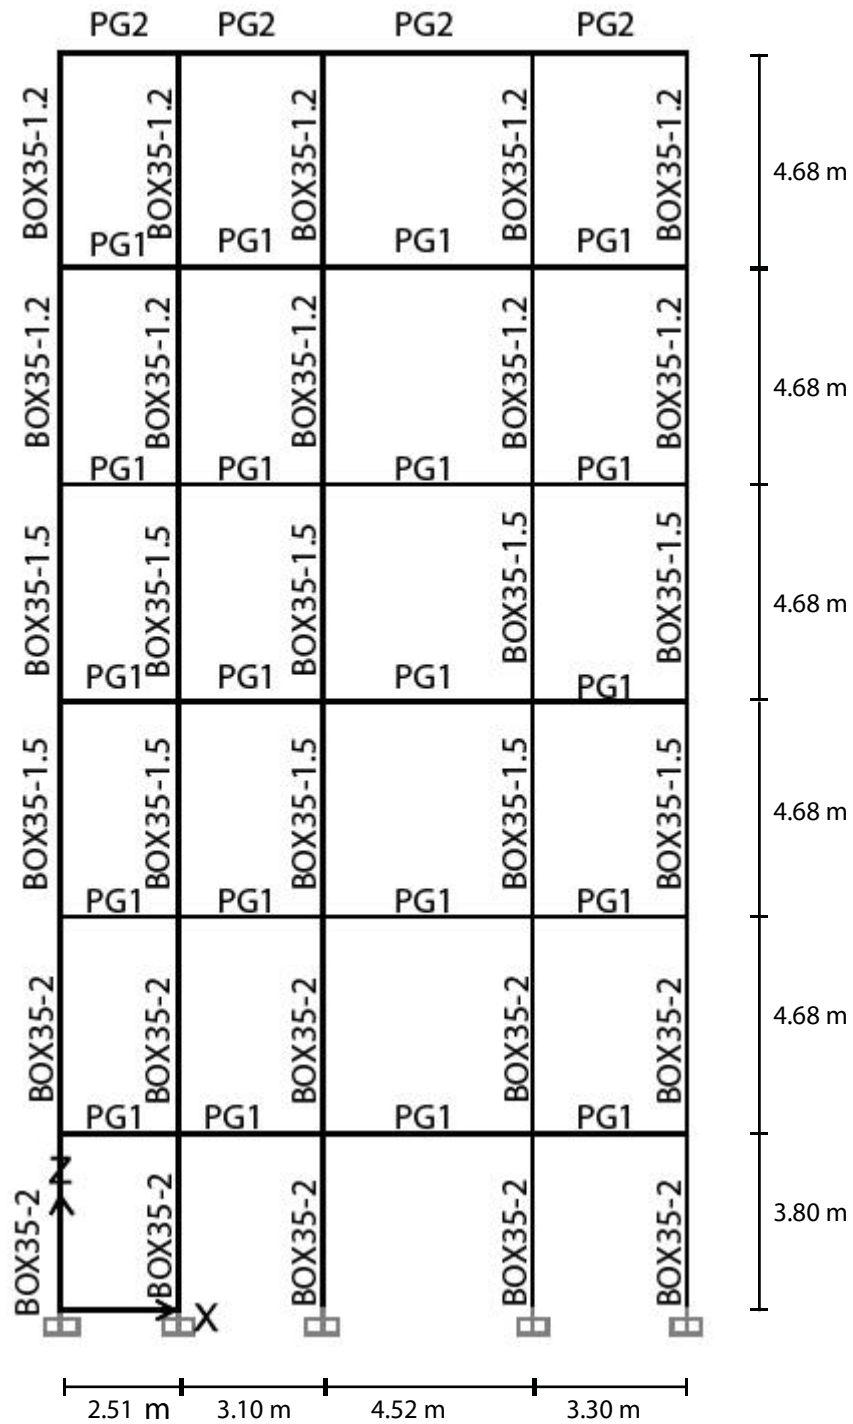 PG2 PG2 PG2 PG2
BOX35-1.2 BOX35-1.2 BOX35-1.2 BOX35-1.2 BOX35-1.2
4.68 m
PG1 PG1 PG1 PG1
BOX35-1.2 BOX35-1.2 BOX35-1.2 BOX35-1.2 BOX35-1.2
4.68 m
PG1 PG1 PG1 PG1
BOX35-1.5 BOX35-1.5 BOX35-1.5 BOX35-1.5 BOX35-1.5
4.68 m
PG1 PG1 PG1 PG1
BOX35-1.5 BOX35-1.5 BOX35-1.5 BOX35-1.5 BOX35-1.5
4.68 m
PG1 PG1 PG1 PG1
BOX35-2 BOX35-2 BOX35-2 BOX35-2 BOX35-2
4.68 m
PG1 PG1 PG1 PG1
Z
BOX35-2 BOX35-2 BOX35-2 BOX35-2 BOX35-2
3.80 m
X
2.51 m 3.10 m 4.52 m 3.30 m